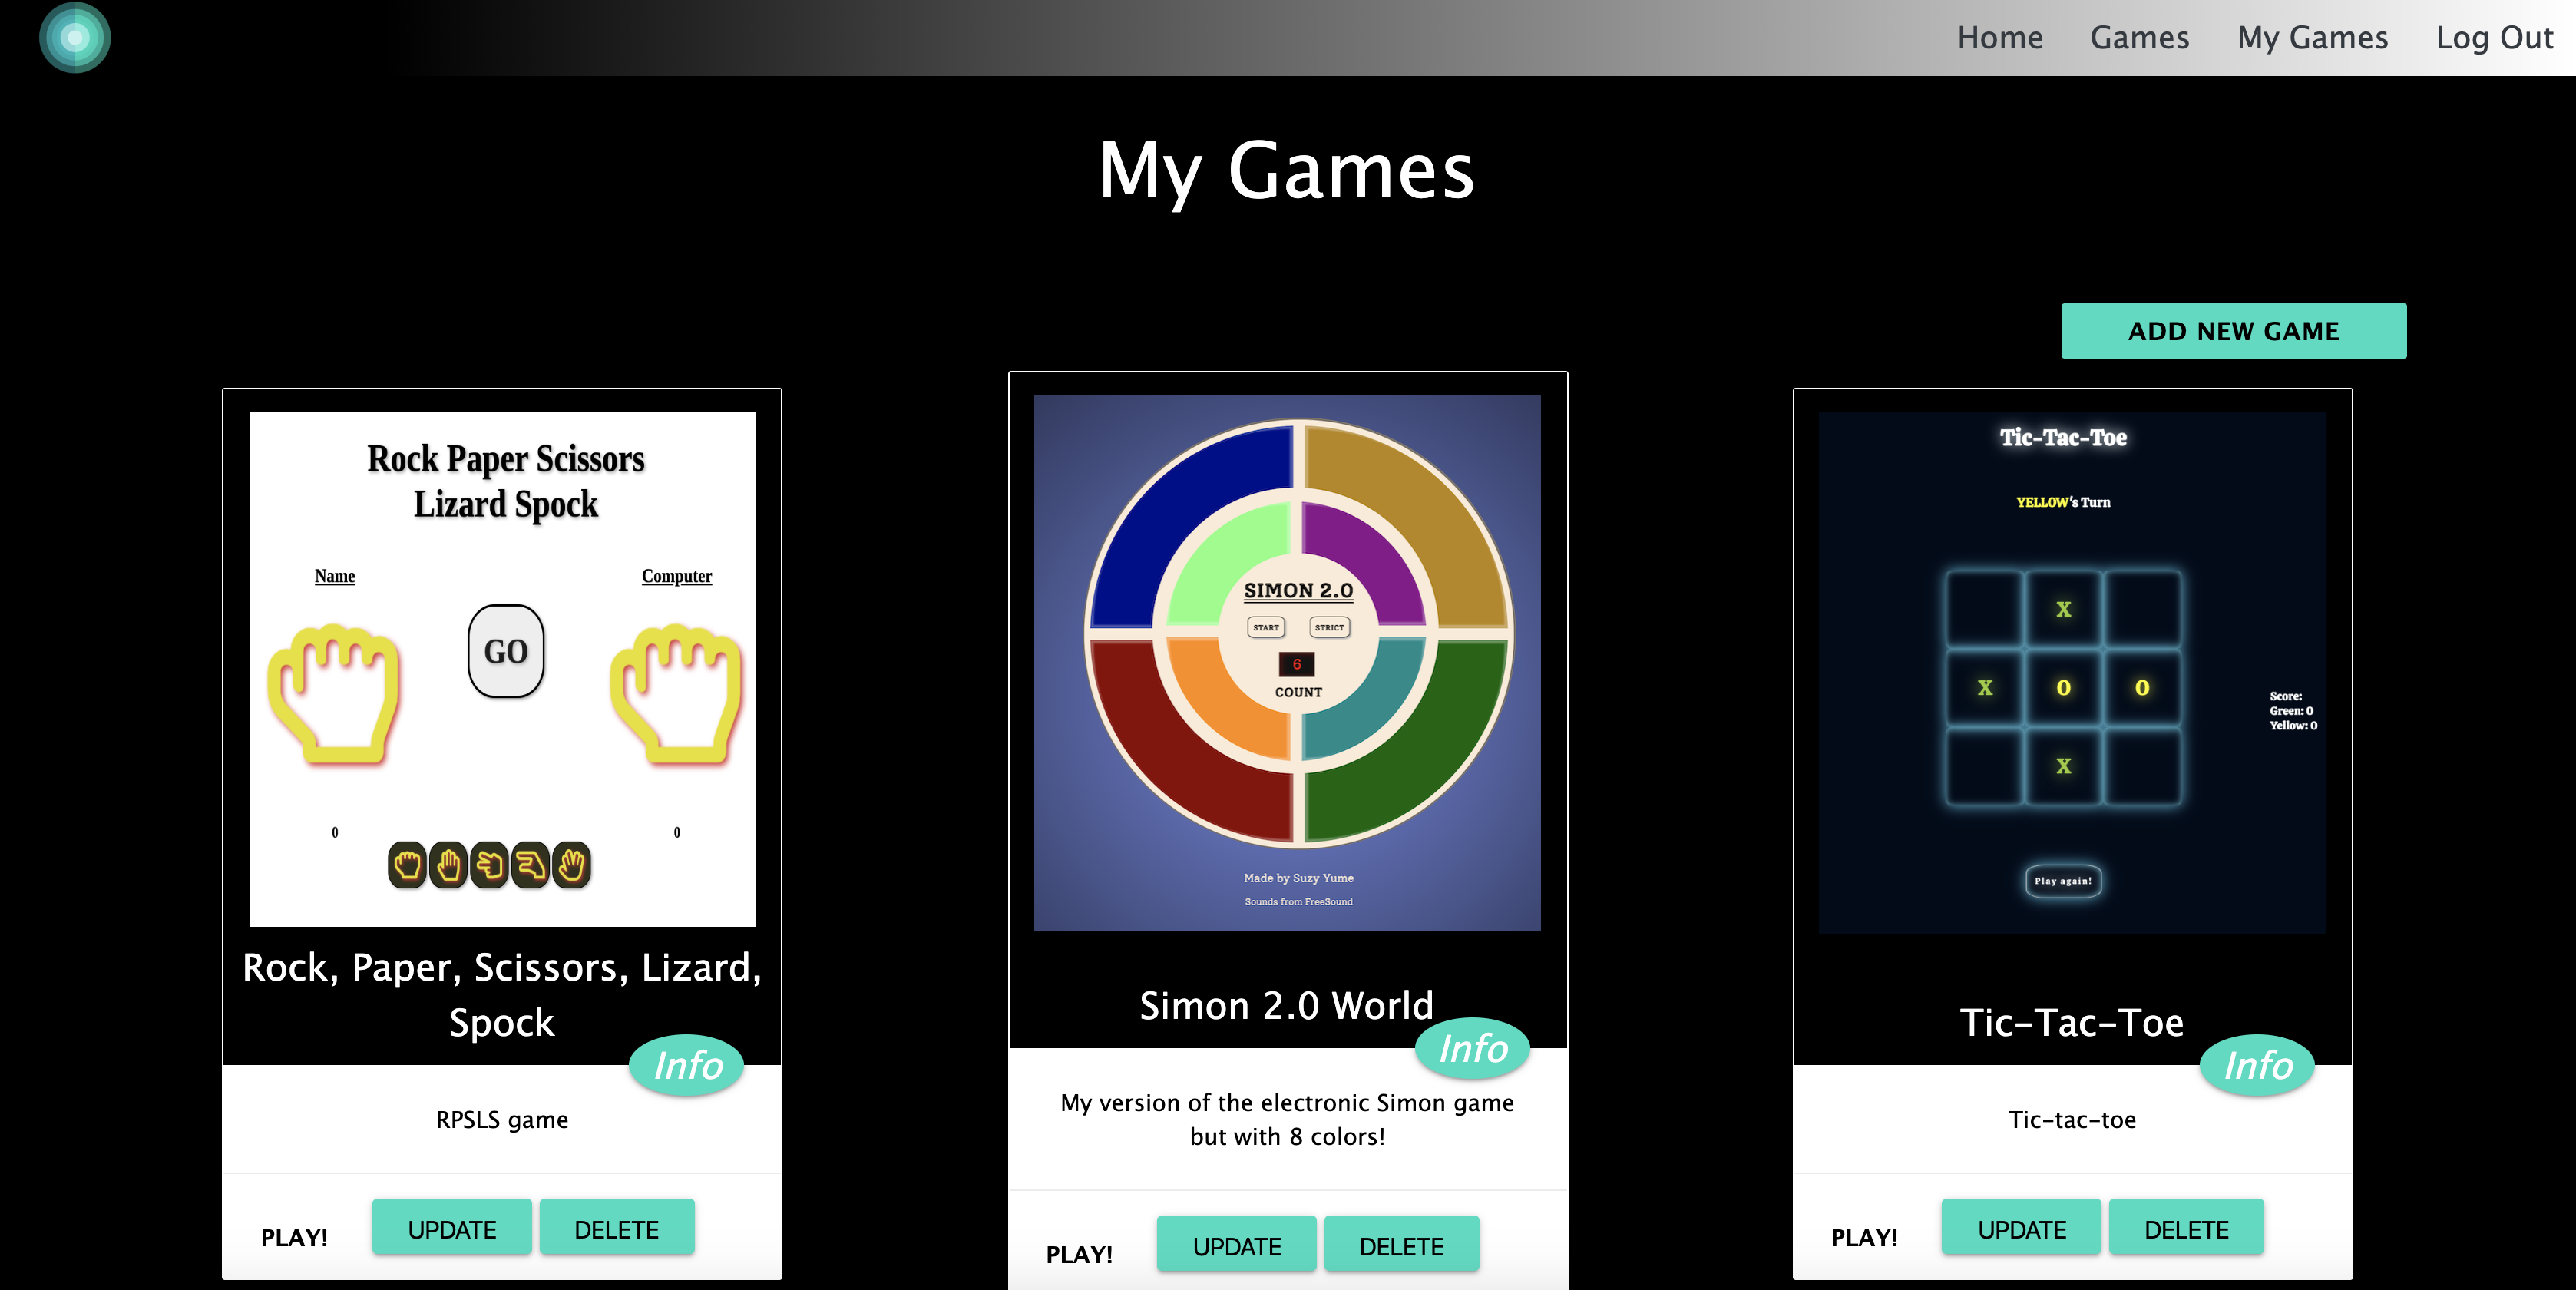 Home Games My Games Log Out
My Games
ADD NEW GAME
Rock Paper Scissors
Lizard Spock
Name
Computer
GO
0
0
Rock, Paper, Scissors, Lizard,
Spock
Info
RPSLS game
PLAY!
UPDATE
DELETE
SIMON 2.0
START
STRICT
6
COUNT
Made by Suzy Yume
Sounds from FreeSound
Simon 2.0 World
Info
My version of the electronic Simon game
but with 8 colors!
PLAY!
UPDATE
DELETE
Tic-Tac-Toe
YELLOW's Turn
X
X O O
X
Score:
Green: 0
Yellow: 0
Play again!
Tic-Tac-Toe
Info
Tic-tac-toe
PLAY!
UPDATE
DELETE